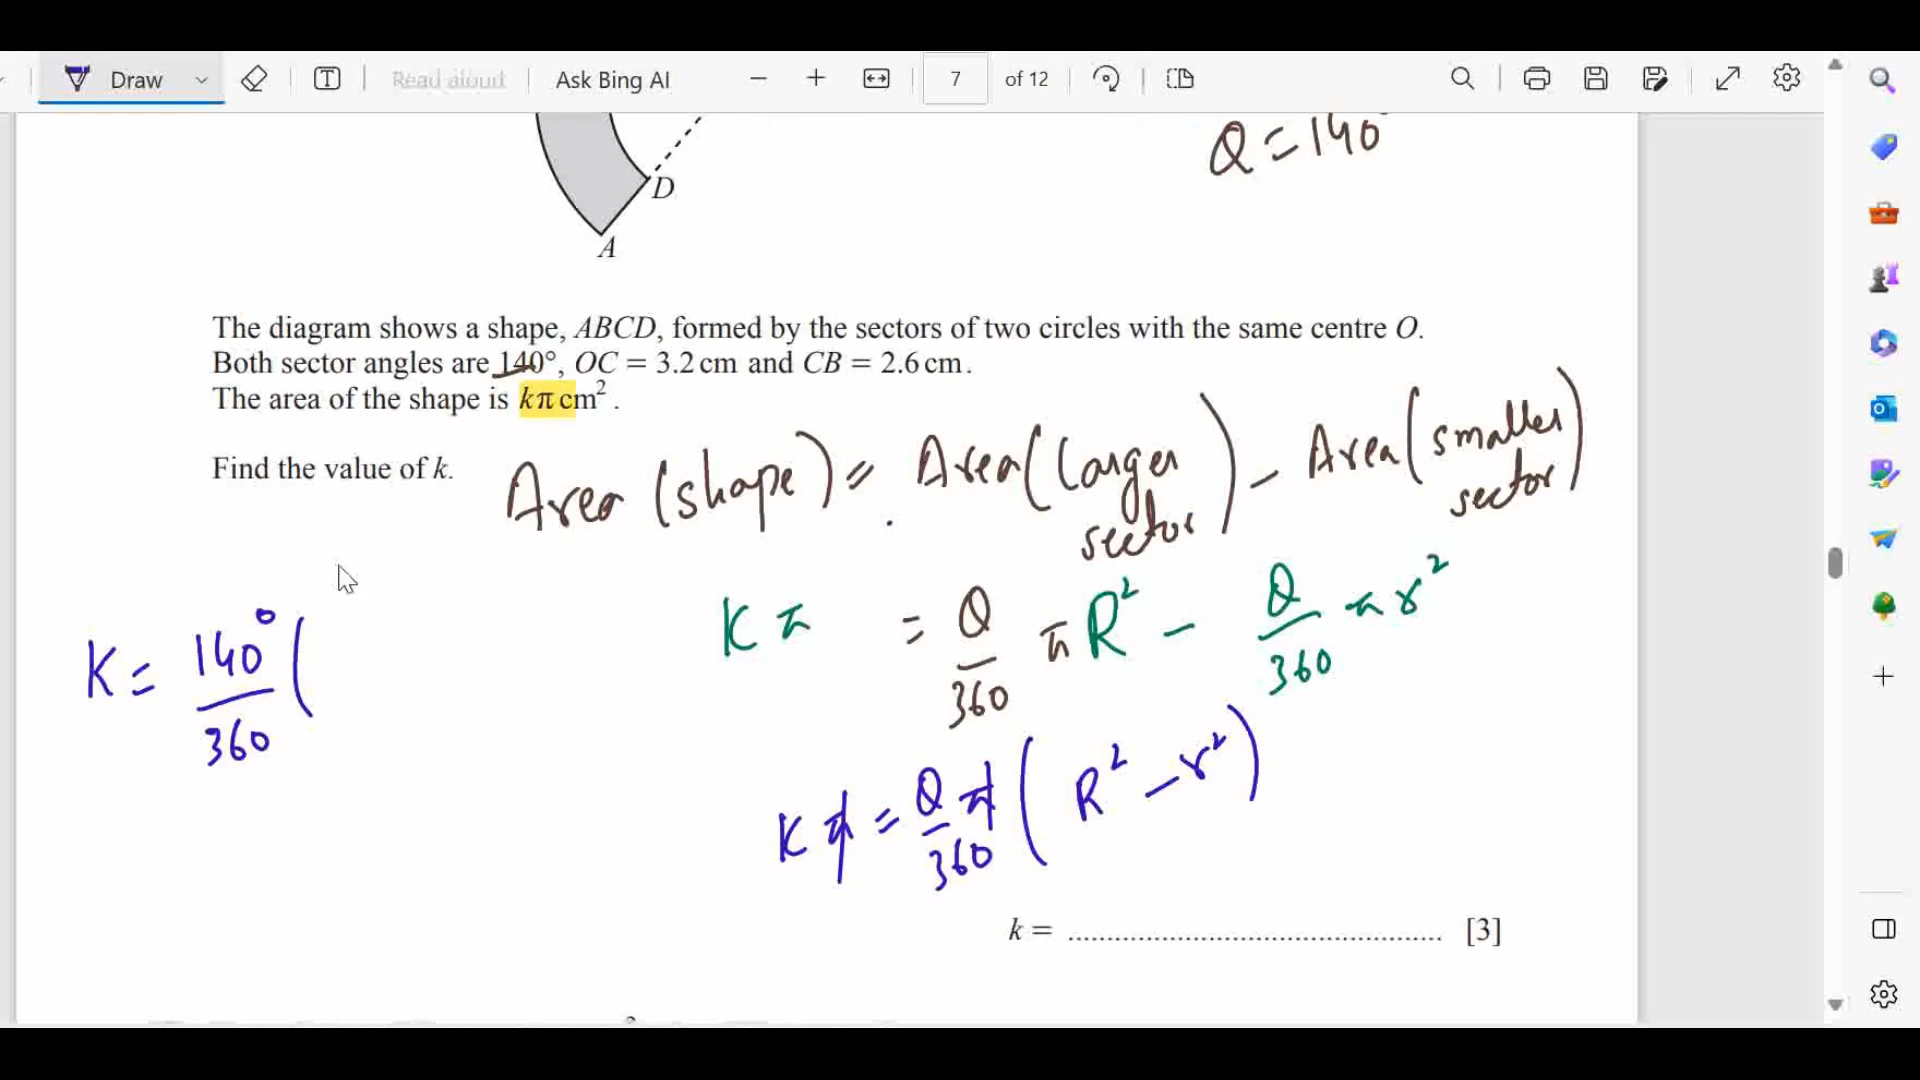 Draw
Read aloud
Ask Bing AI
7
of 12
θ = 140°
D
A
The diagram shows a shape, ABCD, formed by the sectors of two circles with the same centre O.
Both sector angles are 140°, OC = 3.2 cm and CB = 2.6 cm.
The area of the shape is kπ cm².
Find the value of k.
Area (shape) = Area (larger sector) - Area (smaller sector)
Kπ = θ/360 πR² - θ/360 πr²
K = 140°/360 (
Kπ = θ/360 π (R² - r²)
k = ................................................ [3]